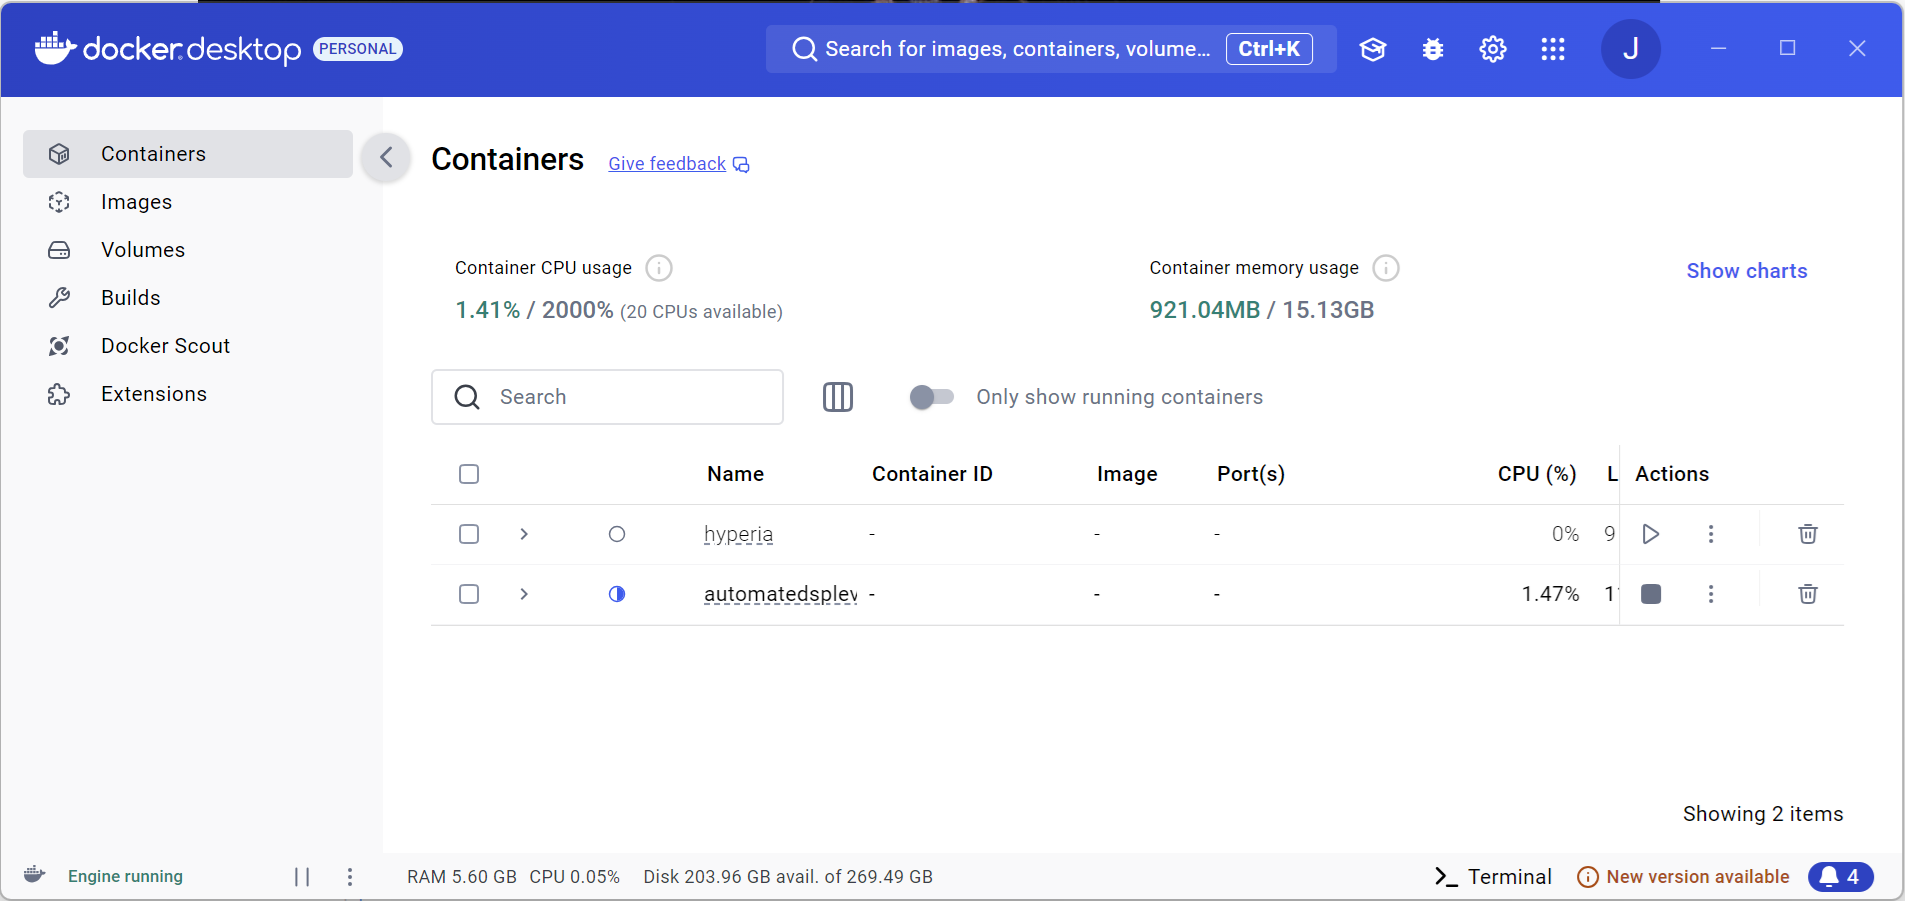 docker desktop PERSONAL
Search for images, containers, volume... Ctrl+K
J
Containers
Images
Volumes
Builds
Docker Scout
Extensions
Containers Give feedback
Container CPU usage
1.41% / 2000% (20 CPUs available)
Container memory usage
921.04MB / 15.13GB
Show charts
Search
Only show running containers
Name Container ID Image Port(s) CPU (%) L Actions
hyperia - - - 0% 9
automatedsplev - - - 1.47% 1
Showing 2 items
Engine running
RAM 5.60 GB CPU 0.05% Disk 203.96 GB avail. of 269.49 GB
>_ Terminal
New version available
4